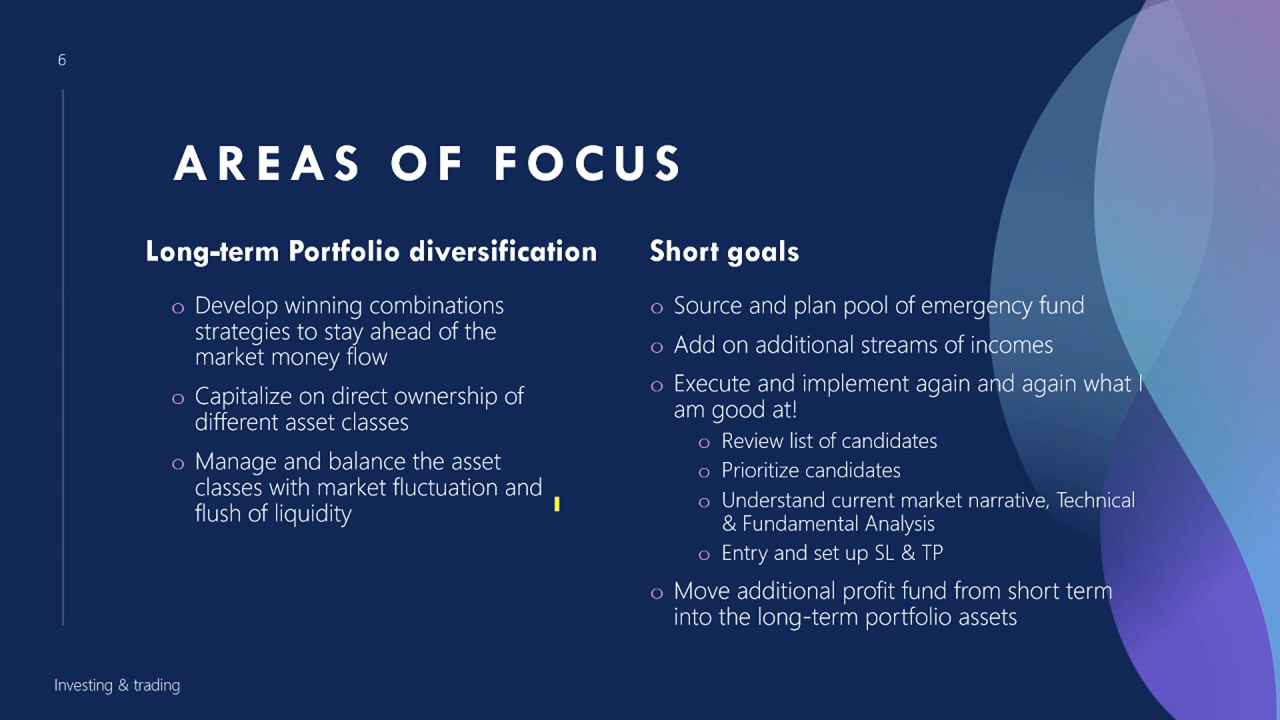 6
AREAS OF FOCUS
Long-term Portfolio diversification
o Develop winning combinations
strategies to stay ahead of the
market money flow
o Capitalize on direct ownership of
different asset classes
o Manage and balance the asset
classes with market fluctuation and
flush of liquidity
Short goals
o Source and plan pool of emergency fund
o Add on additional streams of incomes
o Execute and implement again and again what I
am good at!
o Review list of candidates
o Prioritize candidates
o Understand current market narrative, Technical
& Fundamental Analysis
o Entry and set up SL & TP
o Move additional profit fund from short term
into the long-term portfolio assets
Investing & trading